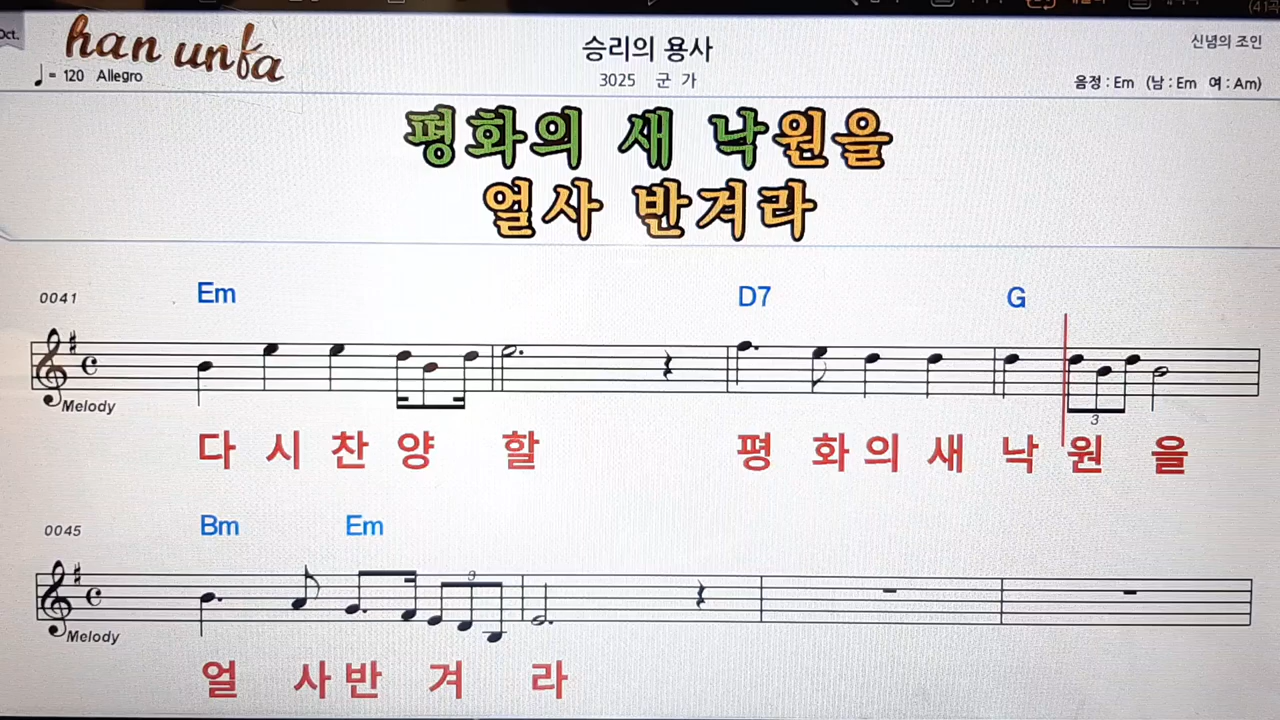 Oct.
han unfa
승리의 용사
신념의 조인
♩= 120 Allegro
3025 군 가
음정 : Em (남 : Em 여 : Am)
평화의 새 낙원을
얼사 반겨라
0041
Em D7 G
Melody
3
다 시 찬 양 할 평 화 의 새 낙 원 을
0045
Bm Em
3
Melody
얼 사 반 겨 라